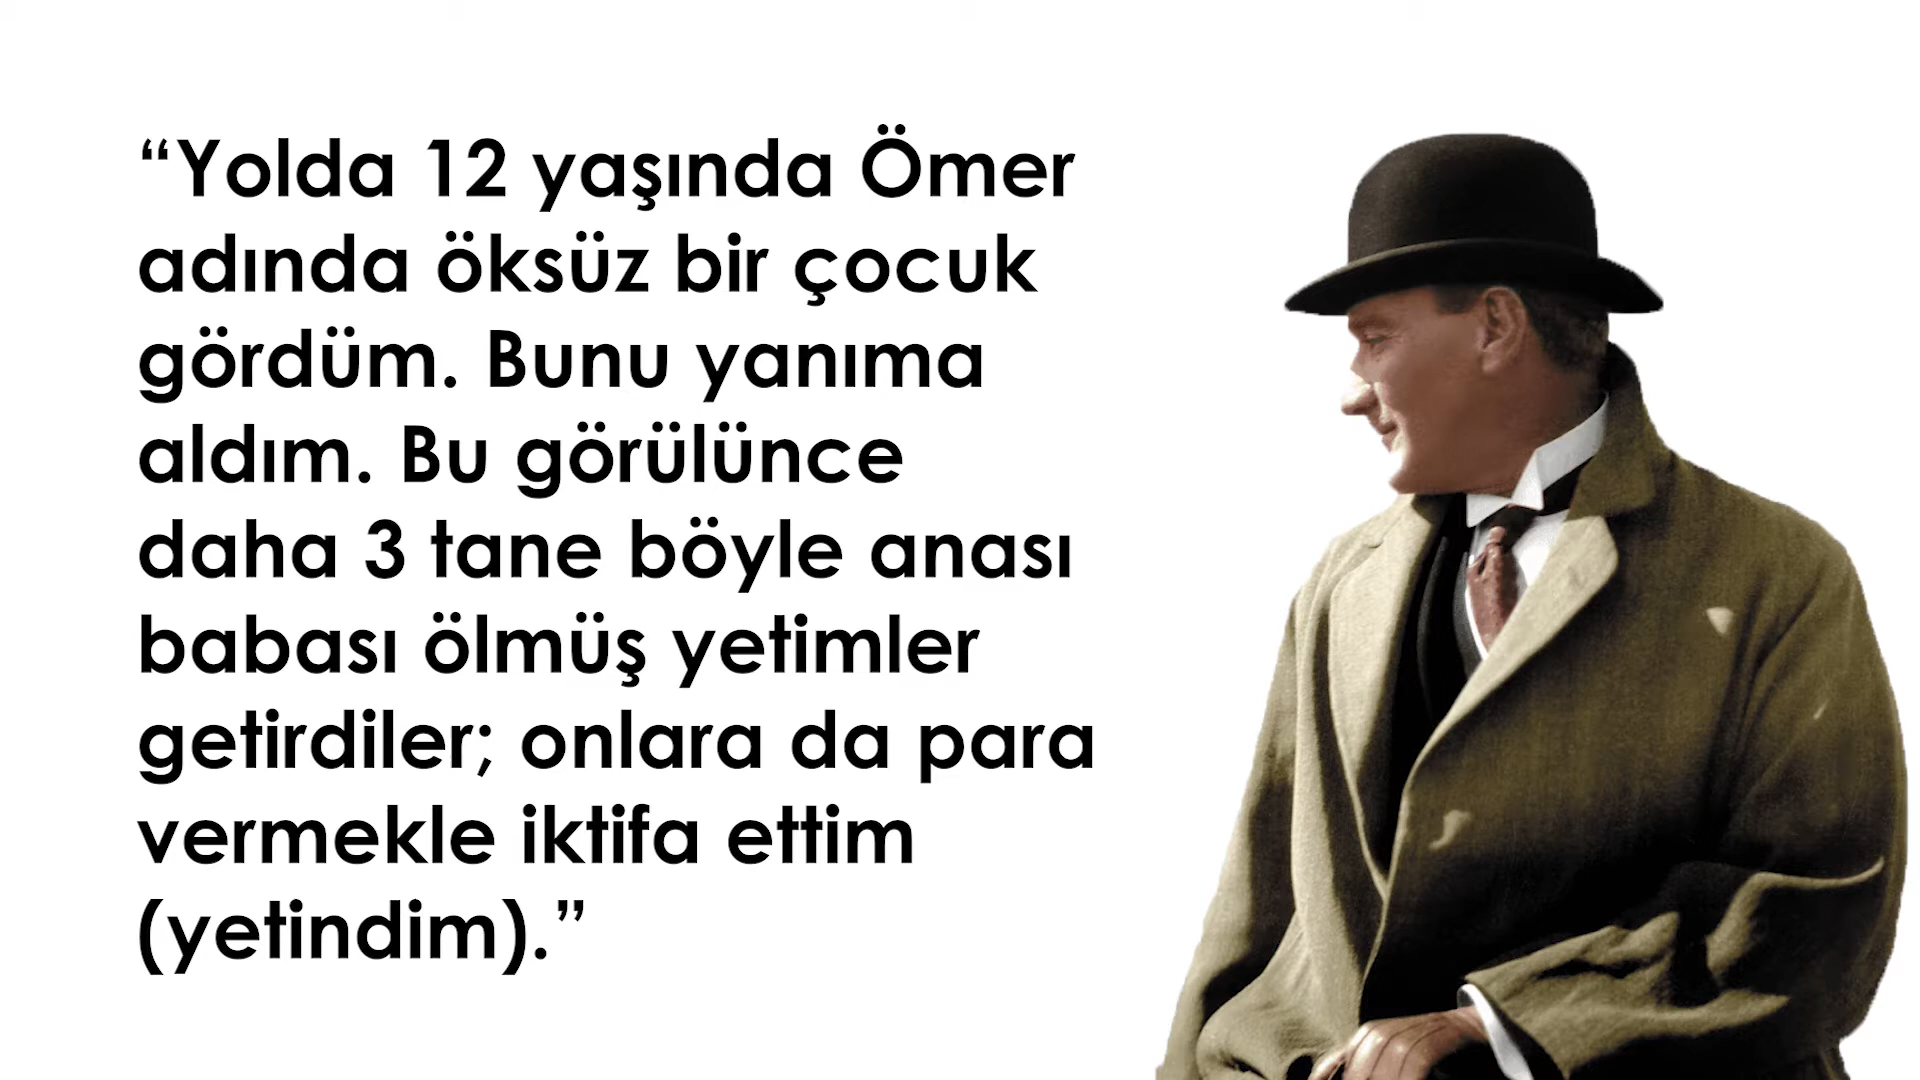 “Yolda 12 yaşında Ömer
adında öksüz bir çocuk
gördüm. Bunu yanıma
aldım. Bu görülünce
daha 3 tane böyle anası
babası ölmüş yetimler
getirdiler; onlara da para
vermekle iktifa ettim
(yetindim).”